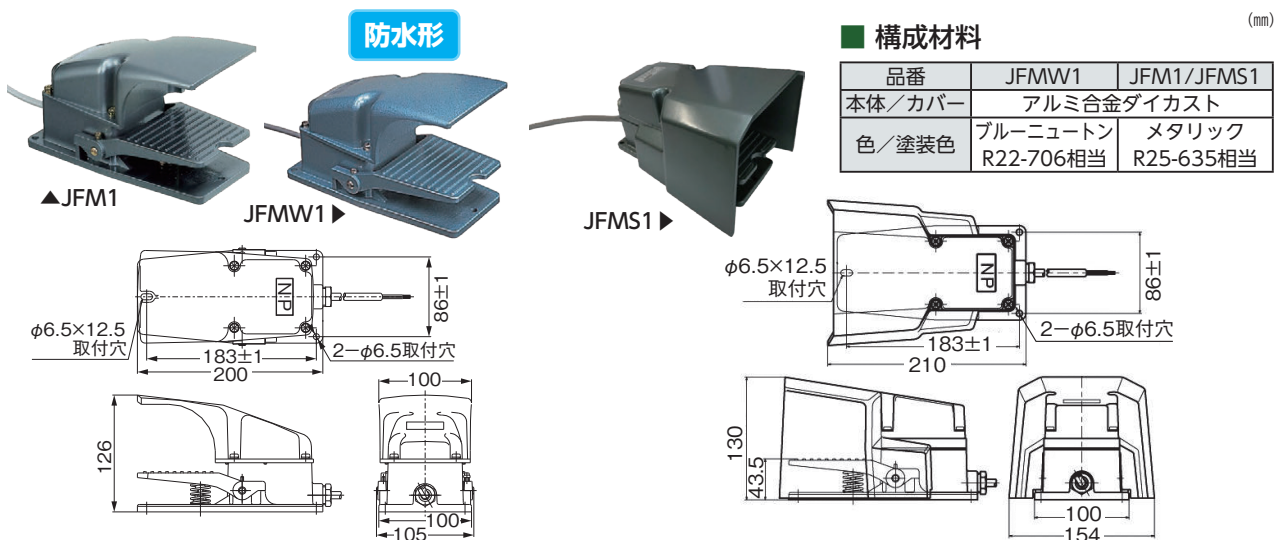 防水形
(㎜)
■ 構成材料
品番 JFMW1 JFM1/JFMS1
本体／カバー アルミ合金ダイカスト
色／塗装色 ブルーニュートン R22-706相当 メタリック R25-635相当
▲JFM1
JFMW1▶
JFMS1▶
N·P
86±1
φ6.5×12.5
取付穴
2−φ6.5取付穴
183±1
200
100
126
100
105
φ6.5×12.5
取付穴
N·P
86±1
2−φ6.5取付穴
183±1
210
130
43.5
100
154